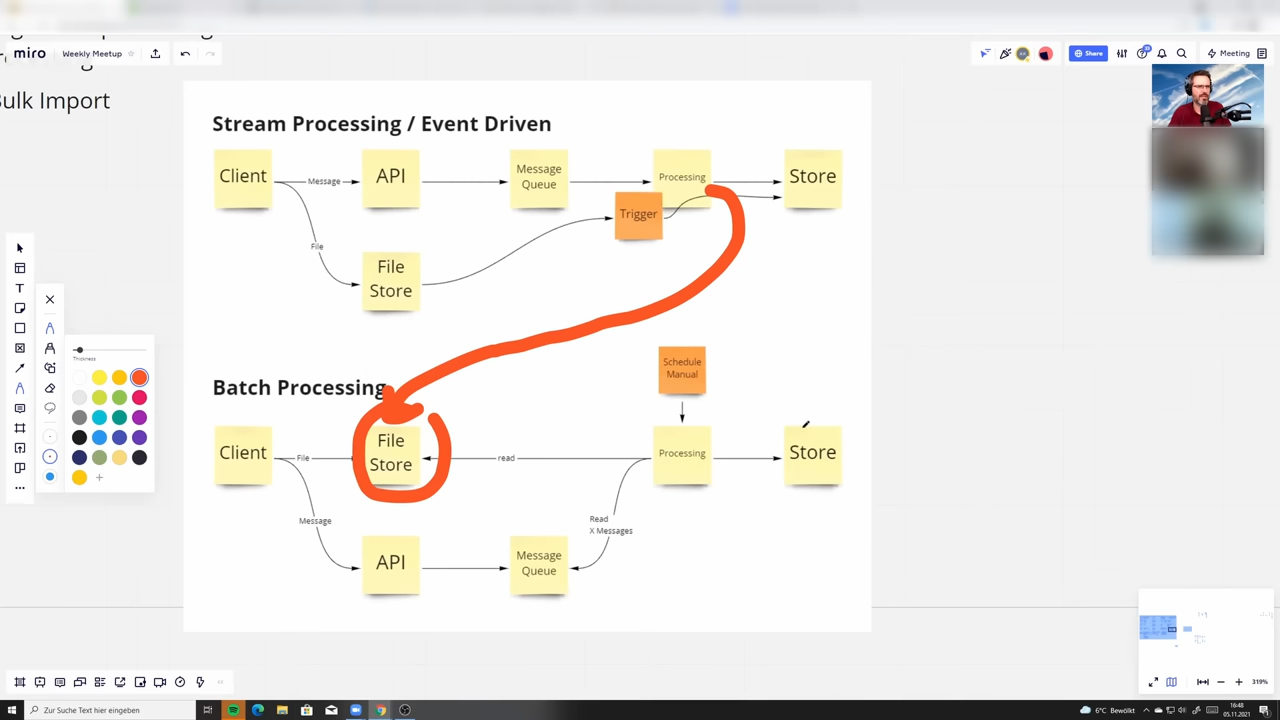 miro
Weekly Meetup
Share
Meeting
Bulk Import
Stream Processing / Event Driven
Client
Message
API
Message
Queue
Processing
Store
Trigger
File
File
Store
Thickness
Batch Processing
Schedule
Manual
Client
File
File
Store
read
Processing
Store
Message
Read
X Messages
API
Message
Queue
319%
Zur Suche Text hier eingeben
6°C Bewölkt
16:48
05.11.2021